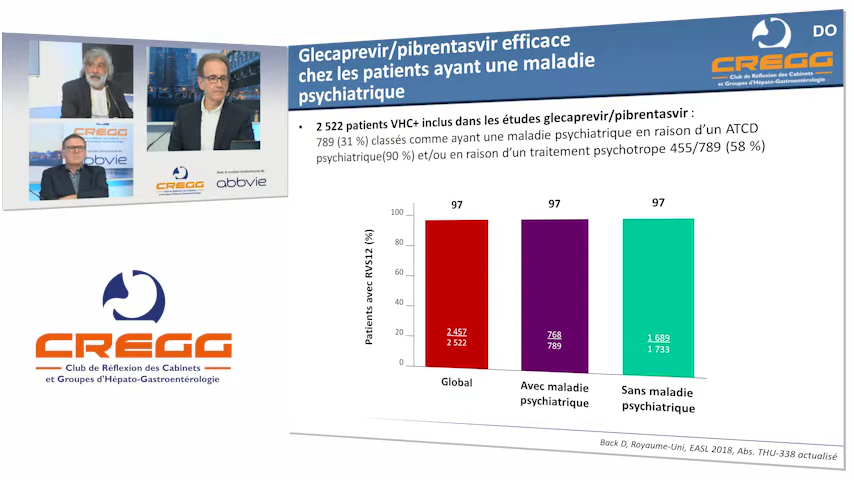 Glecaprevir/pibrentasvir efficace
chez les patients ayant une maladie
psychiatrique
DO
CREGG
Club de Réflexion des Cabinets
et Groupes d'Hépato-Gastroentérologie
• 2 522 patients VHC+ inclus dans les études glecaprevir/pibrentasvir :
789 (31 %) classés comme ayant une maladie psychiatrique en raison d'un ATCD
psychiatrique(90 %) et/ou en raison d'un traitement psychotrope 455/789 (58 %)
Patients avec RVS12 (%)
100
80
60
40
20
0
97
97
97
2 457
2 522
768
789
1 689
1 733
Global
Avec maladie
psychiatrique
Sans maladie
psychiatrique
Back D, Royaume-Uni, EASL 2018, Abs. THU-338 actualisé
CREGG
abbvie
CREGG
abbvie
CREGG
Club de Réflexion des Cabinets
et Groupes d'Hépato-Gastroentérologie